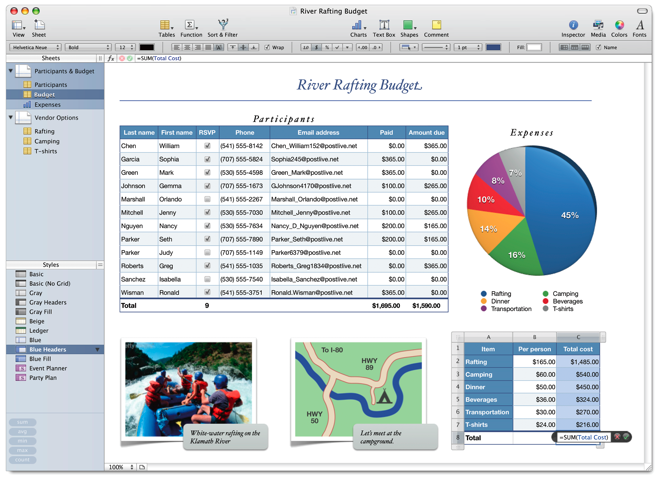 River Rafting Budget
View Sheet Tables Function Sort & Filter Charts Text Box Shapes Comment Inspector Media Colors Fonts
Helvetica Neue Bold 12 Wrap 1.0 $ % ✓ +.00 .0- 1 pt Fill: Name
Sheets
fx =SUM(Total Cost)
Participants & Budget
Participants
Budget
Expenses
Vendor Options
Rafting
Camping
T-shirts
Styles
Basic
Basic (No Grid)
Gray
Gray Headers
Gray Fill
Beige
Ledger
Blue
Blue Headers
Blue Fill
Event Planner
Party Plan
sum
avg
min
max
count
100%
River Rafting Budget
Participants
Last name First name RSVP Phone Email address Paid Amount due
Chen William (541) 555-8142 Chen_William152@postlive.net $0.00 $365.00
Garcia Sophia (707) 555-5824 Sophia245@postlive.net $0.00 $365.00
Green Mark (530) 555-4598 Green_Mark@postlive.net $0.00 $365.00
Johnson Gemma (707) 555-1673 GJohnson4170@postlive.net $100.00 $265.00
Marshall Orlando (541) 555-2267 Marshall_Orlando@postlive.net $0.00 $0.00
Mitchell Jenny (530) 555-7030 Mitchell_Jenny@postlive.net $100.00 $265.00
Nguyen Nancy (530) 555-7834 Nancy_D_Nguyen@postlive.net $200.00 $165.00
Parker Seth (707) 555-7890 Parker_Seth@postlive.net $200.00 $165.00
Parker Judy (707) 555-1149 Parker6379@postlive.net $0.00 $0.00
Roberts Greg (541) 555-1035 Roberts_Greg1834@postlive.net $0.00 $365.00
Sanchez Isabella (530) 555-7540 Isabella_Sanchez@postlive.net $0.00 $0.00
Wisman Ronald (541) 555-3751 Ronald.Wisman@postlive.net $365.00 $0.00
Total 9 $1,695.00 $1,590.00
Expenses
45%
16%
14%
10%
8%
7%
Rafting Camping
Dinner Beverages
Transportation T-shirts
White-water rafting on the
Klamath River
To I-80
HWY
89
HWY
50
Let's meet at the
campground.
A B C
1 Item Per person Total cost
2 Rafting $165.00 $1,485.00
3 Camping $60.00 $540.00
4 Dinner $50.00 $450.00
5 Beverages $36.00 $324.00
6 Transportation $30.00 $270.00
7 T-shirts $24.00 $216.00
8 Total =SUM(Total Cost)